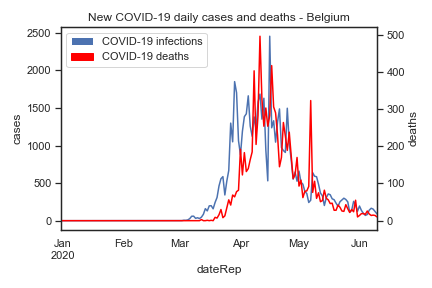 New COVID-19 daily cases and deaths - Belgium
COVID-19 infections
COVID-19 deaths
2500
2000
1500
1000
500
0
cases
500
400
300
200
100
0
deaths
Jan Feb Mar Apr May Jun
2020
dateRep